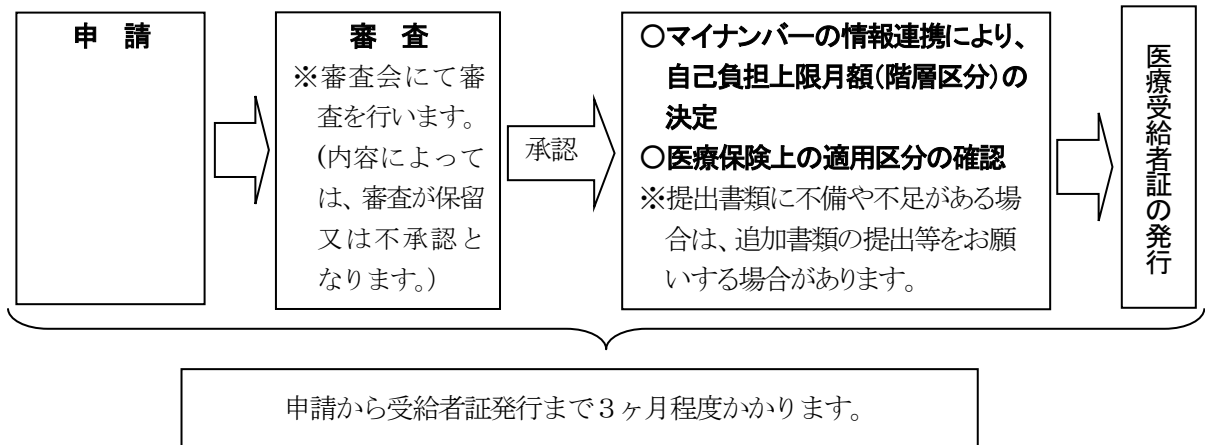 申　請
審　査
※審査会にて審
査を行います。
(内容によって
は、審査が保留
又は不承認と
なります。)
承認
○マイナンバーの情報連携により、
自己負担上限月額(階層区分)の
決定
○医療保険上の適用区分の確認
※提出書類に不備や不足がある場
合は、追加書類の提出等をお願
いする場合があります。
医療受給者証の発行
申請から受給者証発行まで３ヶ月程度かかります。